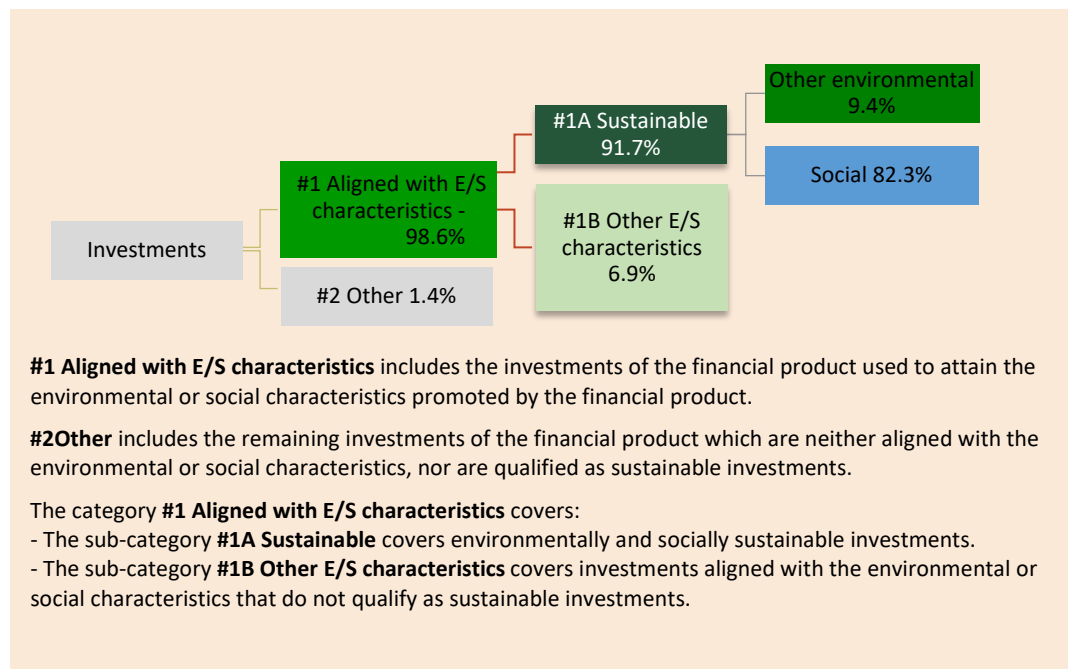 Other environmental
9.4%
#1A Sustainable
91.7%
Social 82.3%
#1 Aligned with E/S
characteristics -
98.6%
#1B Other E/S
characteristics
6.9%
Investments
#2 Other 1.4%
#1 Aligned with E/S characteristics includes the investments of the financial product used to attain the
environmental or social characteristics promoted by the financial product.
#2Other includes the remaining investments of the financial product which are neither aligned with the
environmental or social characteristics, nor are qualified as sustainable investments.
The category #1 Aligned with E/S characteristics covers:
- The sub-category #1A Sustainable covers environmentally and socially sustainable investments.
- The sub-category #1B Other E/S characteristics covers investments aligned with the environmental or
social characteristics that do not qualify as sustainable investments.